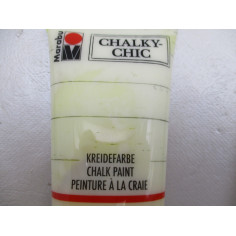 Marabu
CHALKY-
CHIC
KREIDEFARBE
CHALK PAINT
PEINTURE À LA CRAIE